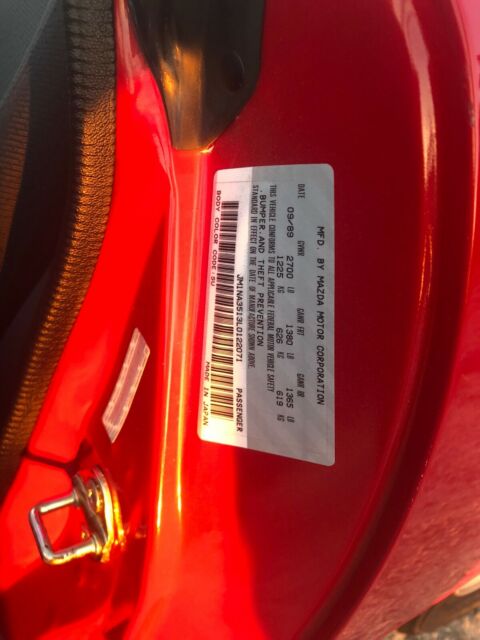 MFD. BY MAZDA MOTOR CORPORATION
DATE GVWR GAWR FRT GAWR RR
09/89 2700 LB 1380 LB 1365 LB
1225 KG 626 KG 619 KG
THIS VEHICLE CONFORMS TO ALL APPLICABLE FEDERAL MOTOR VEHICLE SAFETY
, BUMPER, AND THEFT PREVENTION
STANDARD IN EFFECT ON THE DATE OF MANUFACTURE SHOWN ABOVE.
JM1NA3513L0122071 PASSENGER
BODY COLOR CODE:SU MADE IN JAPAN